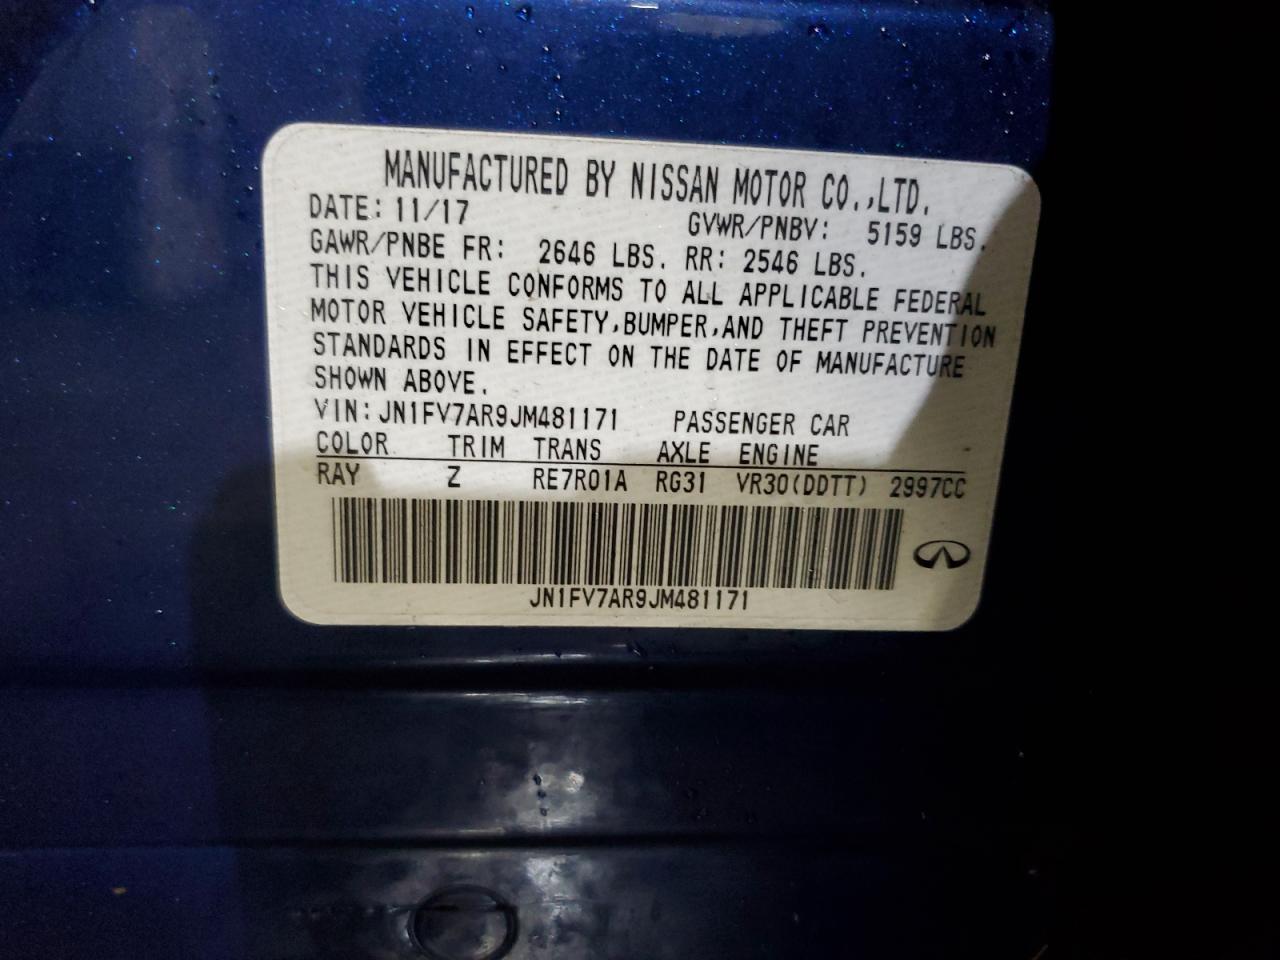 MANUFACTURED BY NISSAN MOTOR CO.,LTD.
DATE: 11/17 GVWR/PNBV: 5159 LBS.
GAWR/PNBE FR: 2646 LBS. RR: 2546 LBS.
THIS VEHICLE CONFORMS TO ALL APPLICABLE FEDERAL
MOTOR VEHICLE SAFETY,BUMPER,AND THEFT PREVENTION
STANDARDS IN EFFECT ON THE DATE OF MANUFACTURE
SHOWN ABOVE.
VIN: JN1FV7AR9JM481171 PASSENGER CAR
COLOR TRIM TRANS AXLE ENGINE
RAY Z RE7R01A RG31 VR30(DDTT) 2997CC
JN1FV7AR9JM481171